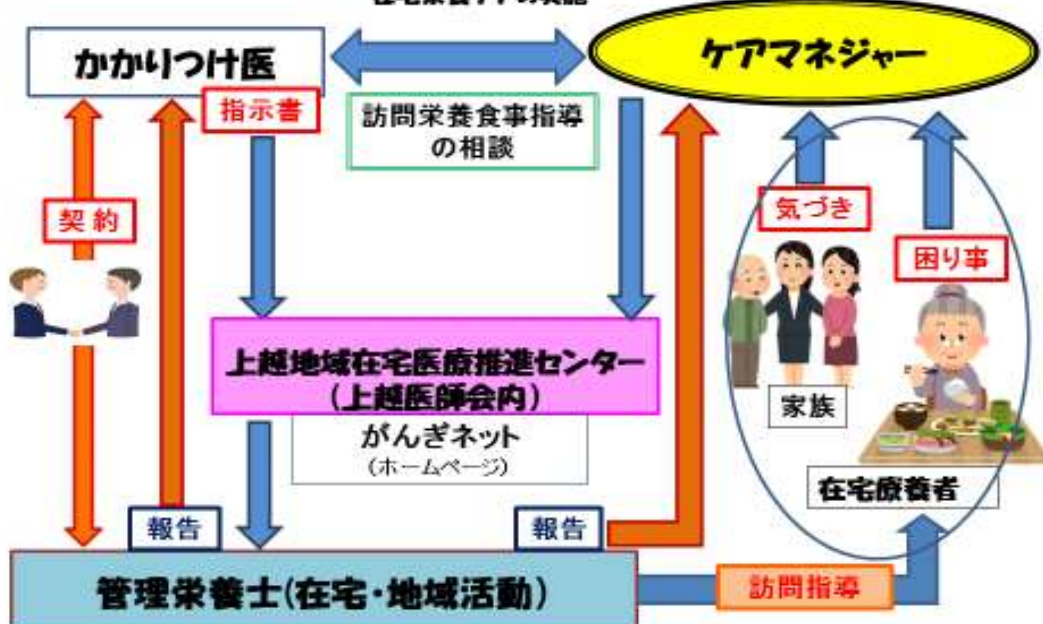 かかりつけ医
ケアマネジャー
指示書
訪問栄養食事指導
の相談
契約
気づき
困り事
上越地域在宅医療推進センター
(上越医師会内)
がんぎネット
(ホームページ)
家族
在宅療養者
報告
報告
管理栄養士(在宅・地域活動)
訪問指導